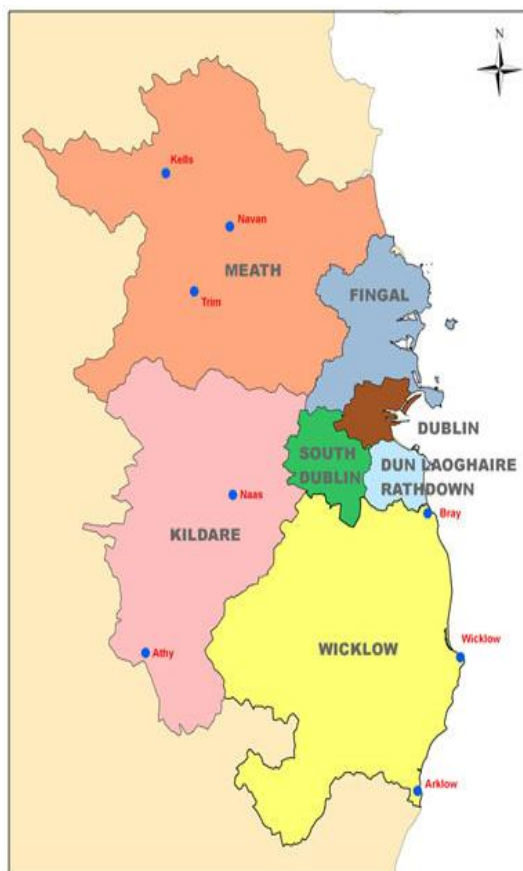 N
Kells
Navan
MEATH
Trim
FINGAL
DUBLIN
SOUTH
DUBLIN
DUN LAOGHAIRE
RATHDOWN
Naas
Bray
KILDARE
Athy
WICKLOW
Wicklow
Arklow